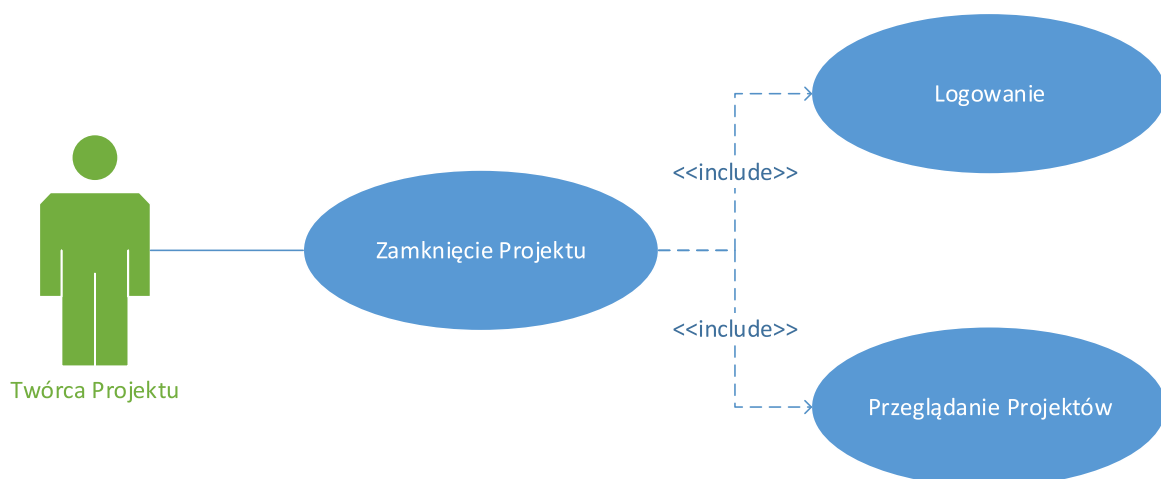 Logowanie
<<include>>
Zamknięcie Projektu
<<include>>
Twórca Projektu
Przeglądanie Projektów